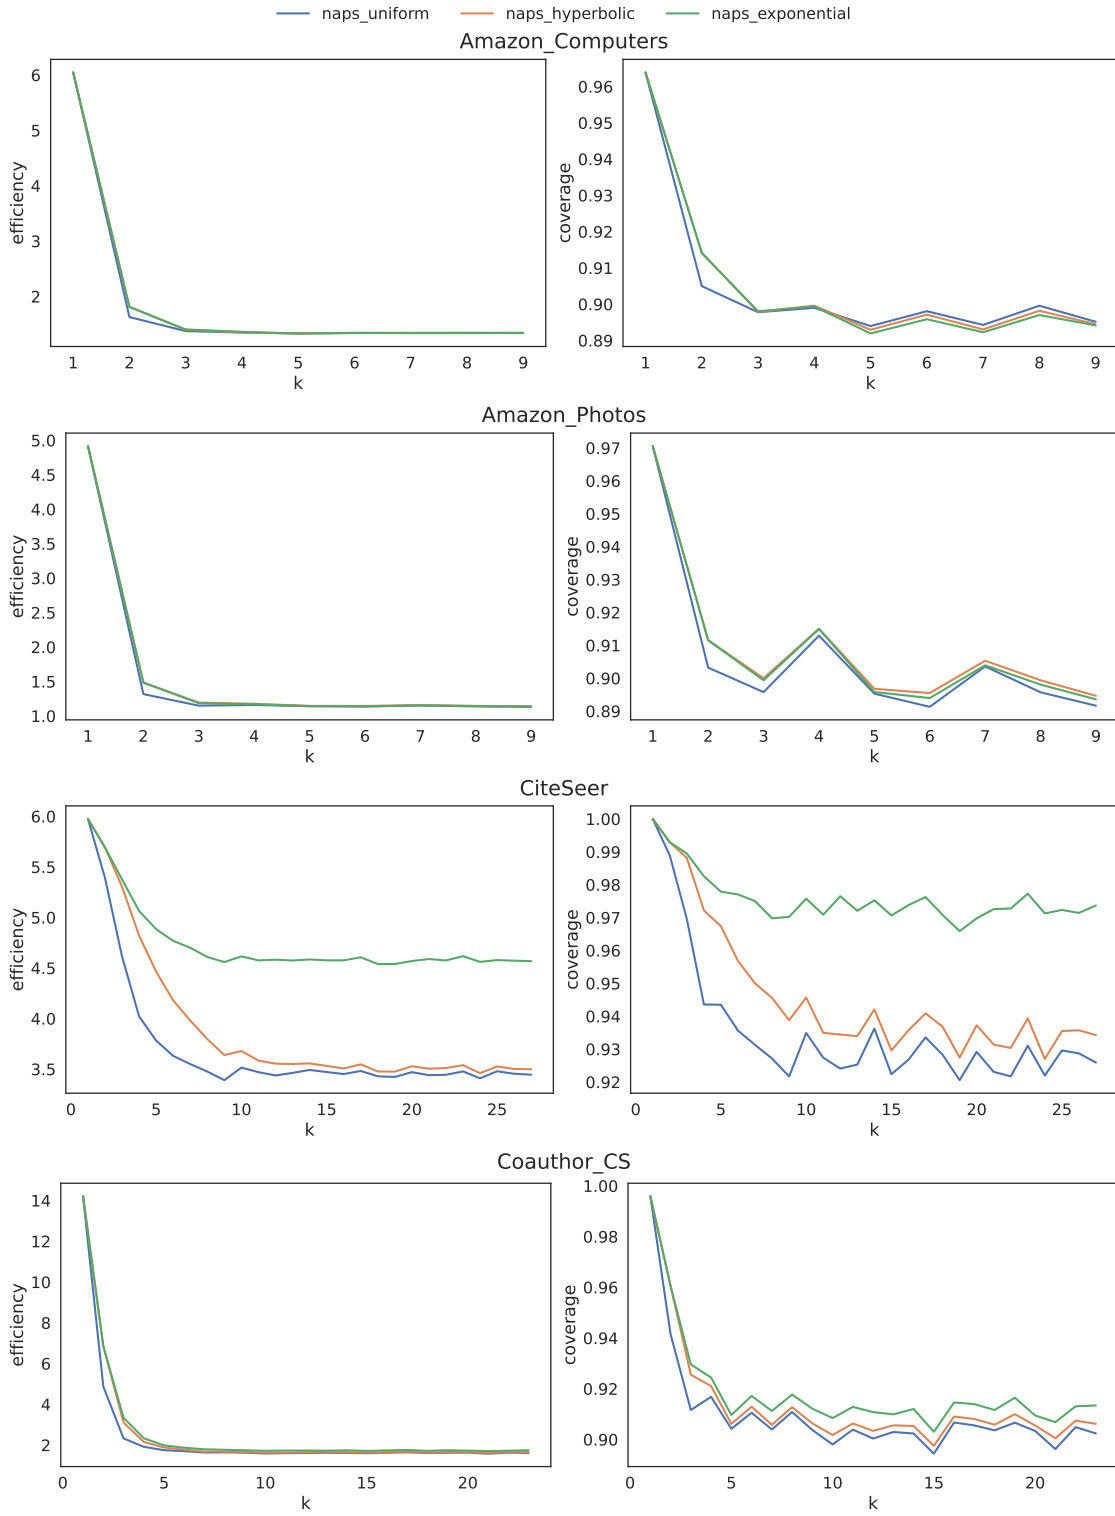 naps_uniform naps_hyperbolic naps_exponential
Amazon_Computers
efficiency
6
5
4
3
2
1 2 3 4 5 6 7 8 9
k
coverage
0.96
0.95
0.94
0.93
0.92
0.91
0.90
0.89
1 2 3 4 5 6 7 8 9
k
Amazon_Photos
efficiency
5.0
4.5
4.0
3.5
3.0
2.5
2.0
1.5
1.0
1 2 3 4 5 6 7 8 9
k
coverage
0.97
0.96
0.95
0.94
0.93
0.92
0.91
0.90
0.89
1 2 3 4 5 6 7 8 9
k
CiteSeer
efficiency
6.0
5.5
5.0
4.5
4.0
3.5
0 5 10 15 20 25
k
coverage
1.00
0.99
0.98
0.97
0.96
0.95
0.94
0.93
0.92
0 5 10 15 20 25
k
Coauthor_CS
efficiency
14
12
10
8
6
4
2
0 5 10 15 20
k
coverage
1.00
0.98
0.96
0.94
0.92
0.90
0 5 10 15 20
k